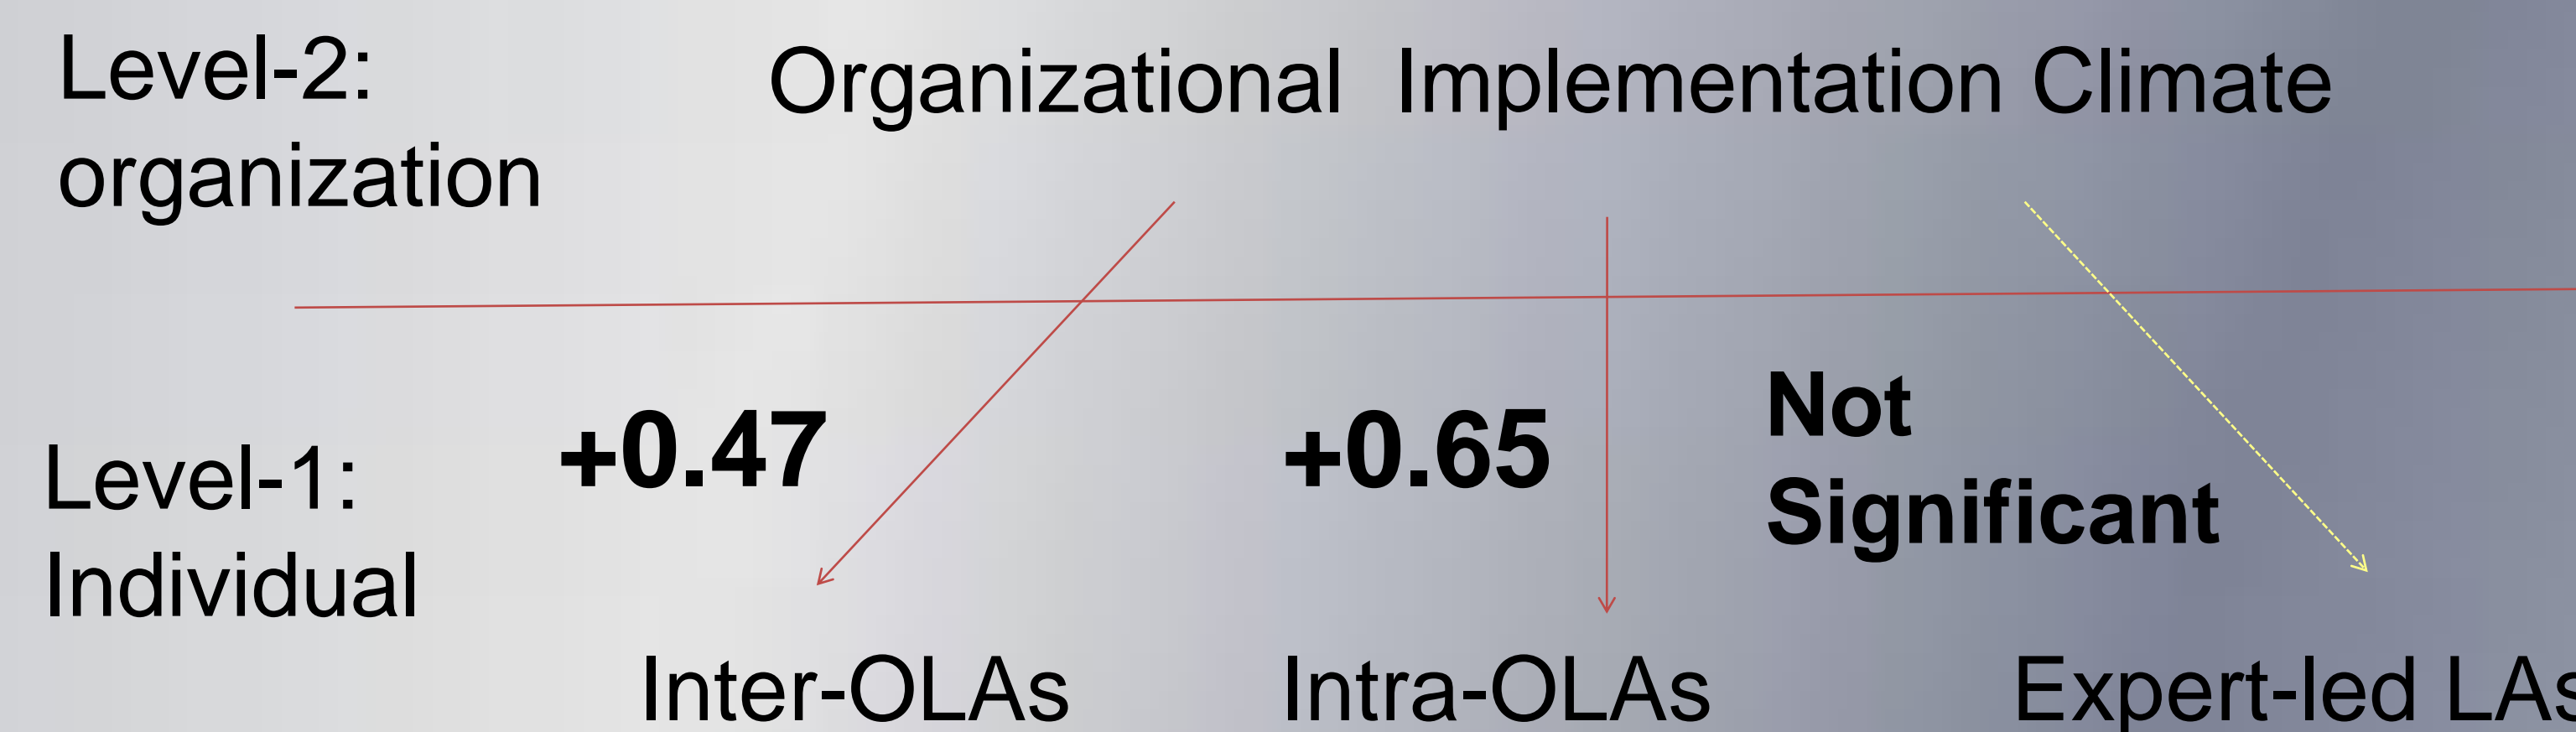 Level-2:
organization
Organizational Implementation Climate
Level-1:
Individual
+0.47
+0.65
Not
Significant
Inter-OLAs
Intra-OLAs
Expert-led LAs